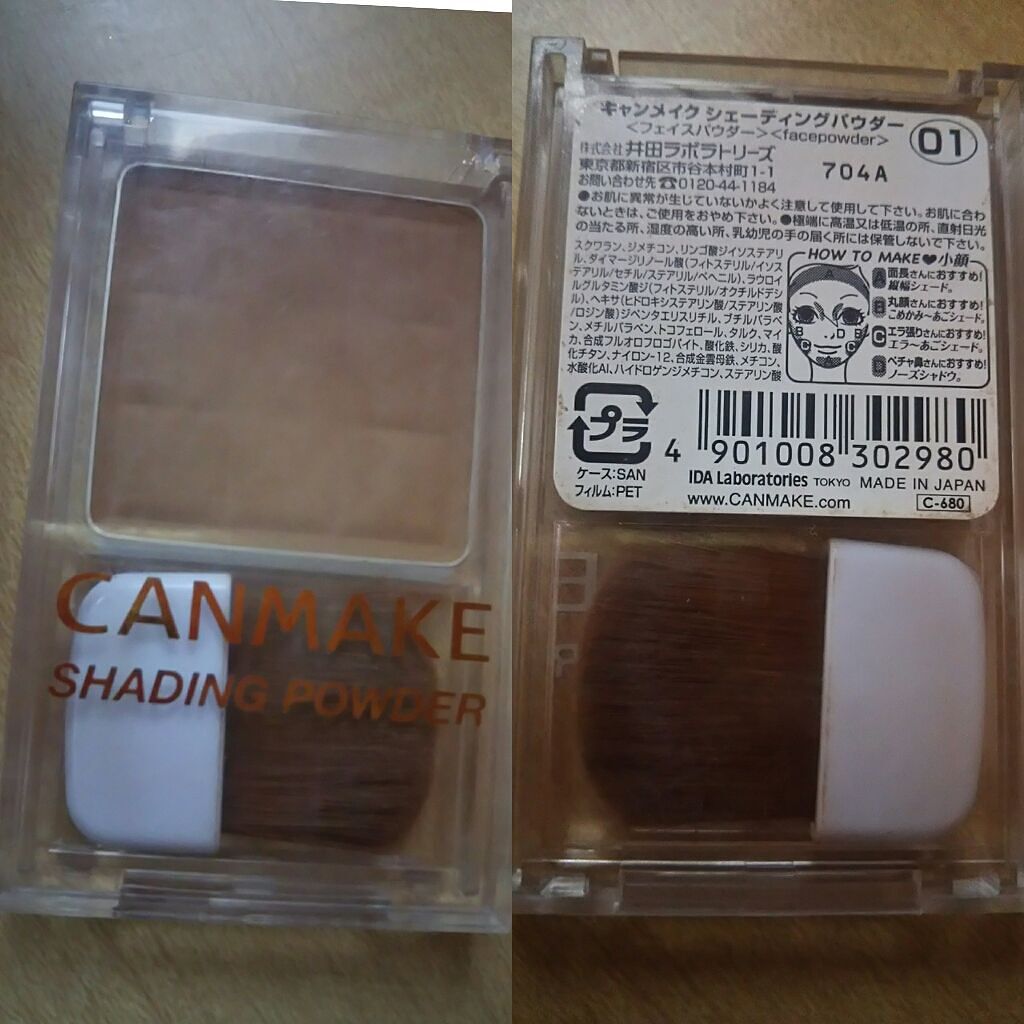 CANMAKE
SHADING POWDER
キャンメイク シェーディングパウダー
<フェイスパウダー><facepowder>
01
株式会社 井田ラボラトリーズ
東京都新宿区市谷本村町1-1
704A
お問い合わせ先☎0120-44-1184
●お肌に異常が生じていないかよく注意して使用して下さい。お肌に合わ
ないときは、ご使用をおやめ下さい。●極端に高温又は低温の所、直射日光
の当たる所、湿度の高い所、乳幼児の手の届く所には保管しないで下さい。
スクワラン、ジメチコン、リンゴ酸ジイソステアリ
ル、ダイマージリノール酸(フィトステリル/イソス
テアリル/セチル/ステアリル/ベヘニル)、ラウロイ
ルグルタミン酸ジ(フィトステリル/オクチルドデシ
ル)、ヘキサ(ヒドロキシステアリン酸/ステアリン酸
/ロジン酸)ジペンタエリスリチル、ブチルパラベ
ン、メチルパラベン、トコフェロール、タルク、マイ
カ、合成フルオロフロゴパイト、酸化鉄、シリカ、酸
化チタン、ナイロン-12、合成金雲母鉄、メチコン、
水酸化Al、ハイドロゲンジメチコン、ステアリン酸
HOW TO MAKE♥小顔
A
B B
D
C C
A 面長さんにおすすめ!
縦幅シェード。
B 丸顔さんにおすすめ!
こめかみ〜あごシェード。
C エラ張りさんにおすすめ!
エラ〜あごシェード。
D ペチャ鼻さんにおすすめ!
ノーズシャドウ。
プラ
ケース:SAN
フィルム:PET
4 901008 302980
IDA Laboratories TOKYO MADE IN JAPAN
www.CANMAKE.com
C-680